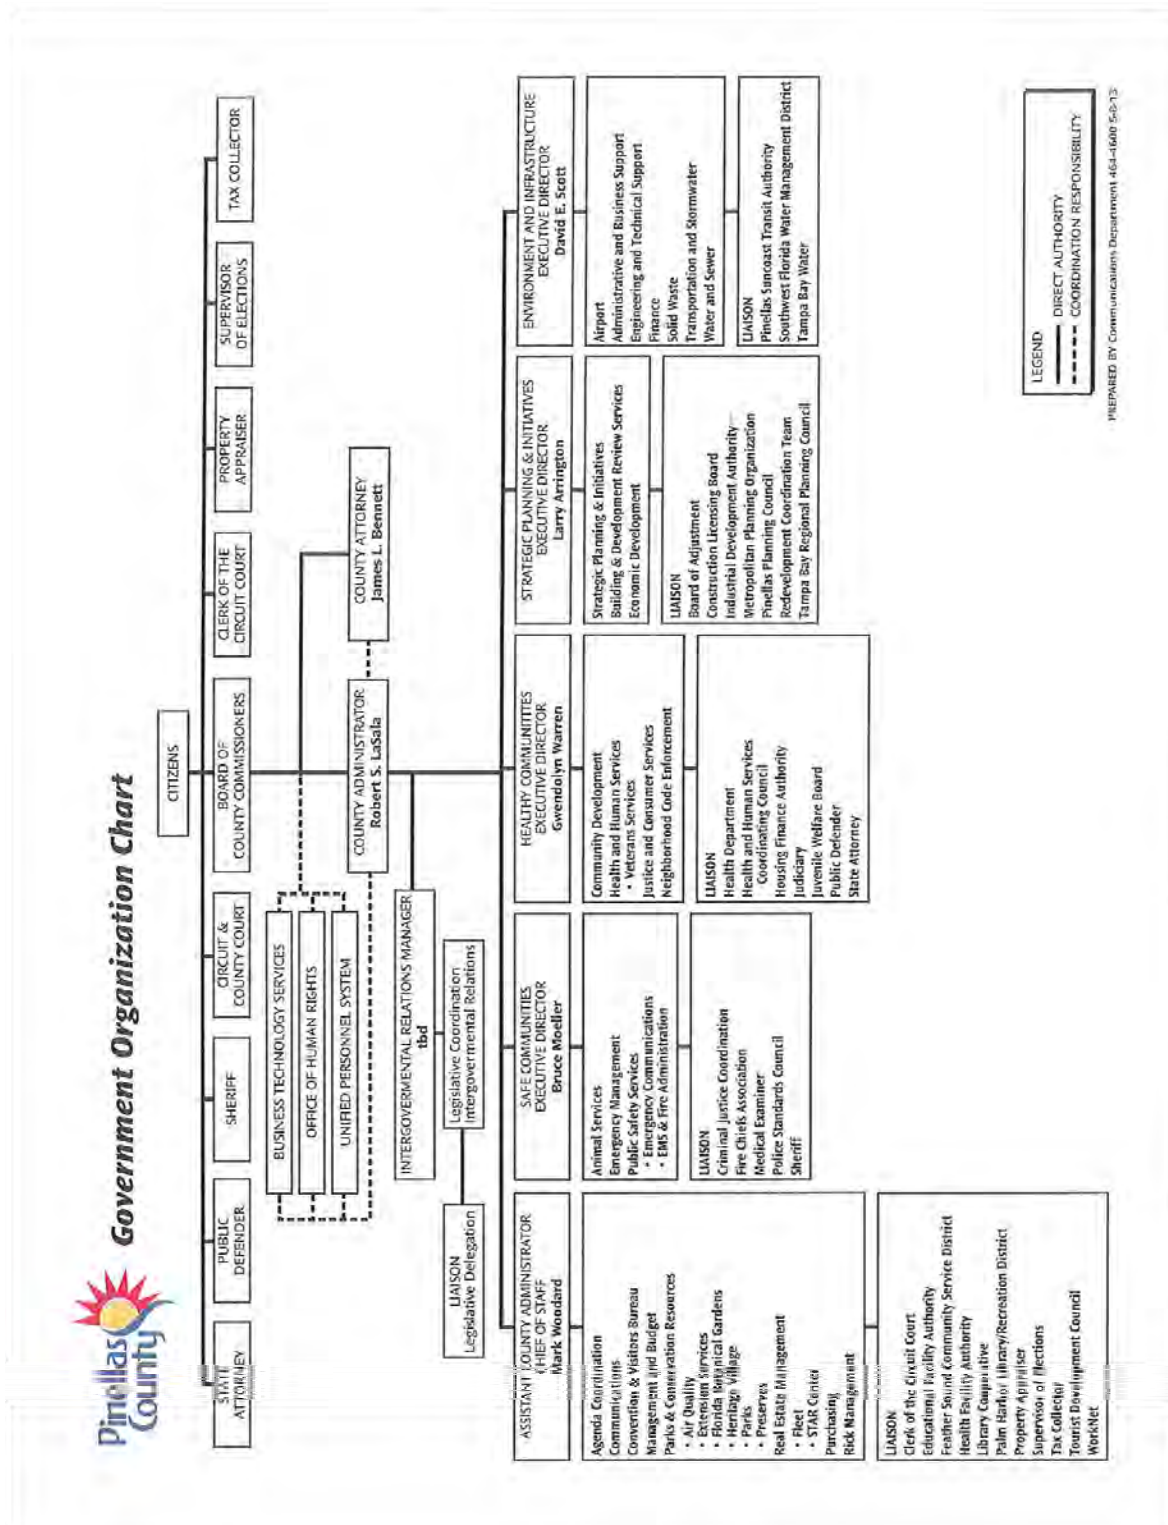 Pinellas
County
Government Organization Chart
CITIZENS
STATE
ATTORNEY
PUBLIC
DEFENDER
SHERIFF
CIRCUIT &
COUNTY COURT
BOARD OF
COUNTY COMMISSIONERS
CLERK OF THE
CIRCUIT COURT
PROPERTY
APPRAISER
SUPERVISOR
OF ELECTIONS
TAX COLLECTOR
BUSINESS TECHNOLOGY SERVICES
OFFICE OF HUMAN RIGHTS
UNIFIED PERSONNEL SYSTEM
COUNTY ADMINISTRATOR
Robert S. LaSala
COUNTY ATTORNEY
James L. Bennett
INTERGOVERMENTAL RELATIONS MANAGER
tbd
Legislative Coordination
Intergovermental Relations
LIAISON
Legislative Delegation
ASSISTANT COUNTY ADMINISTRATOR
CHIEF OF STAFF
Mark Woodard
Agenda Coordination
Communications
Convention & Visitors Bureau
Management and Budget
Parks & Conservation Resources
• Air Quality
• Extension Services
• Florida Botanical Gardens
• Heritage Village
• Parks
• Preserves
Real Estate Management
• Fleet
• STAR Center
Purchasing
Rick Management
LIAISON
Clerk of the Circuit Court
Educational Facility Authority
Feather Sound Community Service District
Health Facility Authority
Library Cooperative
Palm Harbor Library/Recreation District
Property Appraiser
Supervisor of Elections
Tax Collector
Tourist Development Council
WorkNet
SAFE COMMUNITIES
EXECUTIVE DIRECTOR
Bruce Moeller
Animal Services
Emergency Management
Public Safety Services
• Emergency Communications
• EMS & Fire Administration
LIAISON
Criminal Justice Coordination
Fire Chiefs Association
Medical Examiner
Police Standards Council
Sheriff
HEALTHY COMMUNITITES
EXECUTIVE DIRECTOR
Gwendolyn Warren
Community Development
Health and Human Services
• Veterans Services
Justice and Consumer Services
Neighborhood Code Enforcement
LIAISON
Health Department
Health and Human Services
Coordinating Council
Housing Finance Authority
Judiciary
Juvenile Welfare Board
Public Defender
State Attorney
STRATEGIC PLANNING & INITIATIVES
EXECUTIVE DIRECTOR
Larry Arrington
Strategic Planning & Initiatives
Building & Development Review Services
Economic Development
LIAISON
Board of Adjustment
Construction Licensing Board
Industrial Development Authority
Metropolitan Planning Organization
Pinellas Planning Council
Redevelopment Coordination Team
Tampa Bay Regional Planning Council
ENVIRONMENT AND INFRASTRUCTURE
EXECUTIVE DIRECTOR
David E. Scott
Airport
Administrative and Business Support
Engineering and Technical Support
Finance
Solid Waste
Transportation and Stormwater
Water and Sewer
LIAISON
Pinellas Suncoast Transit Authority
Southwest Florida Water Management District
Tampa Bay Water
LEGEND
DIRECT AUTHORITY
COORDINATION RESPONSIBILITY
PREPARED BY Communications Department 464-4600 5-6-13